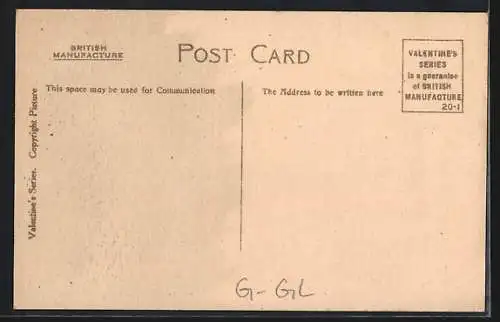 BRITISH
MANUFACTURE
POST CARD
VALENTINE'S
SERIES
is a guarantee
of BRITISH
MANUFACTURE
20-1
This space may be used for Communication
The Address to be written here
Valentine's Series. Copyright Picture
G-GL